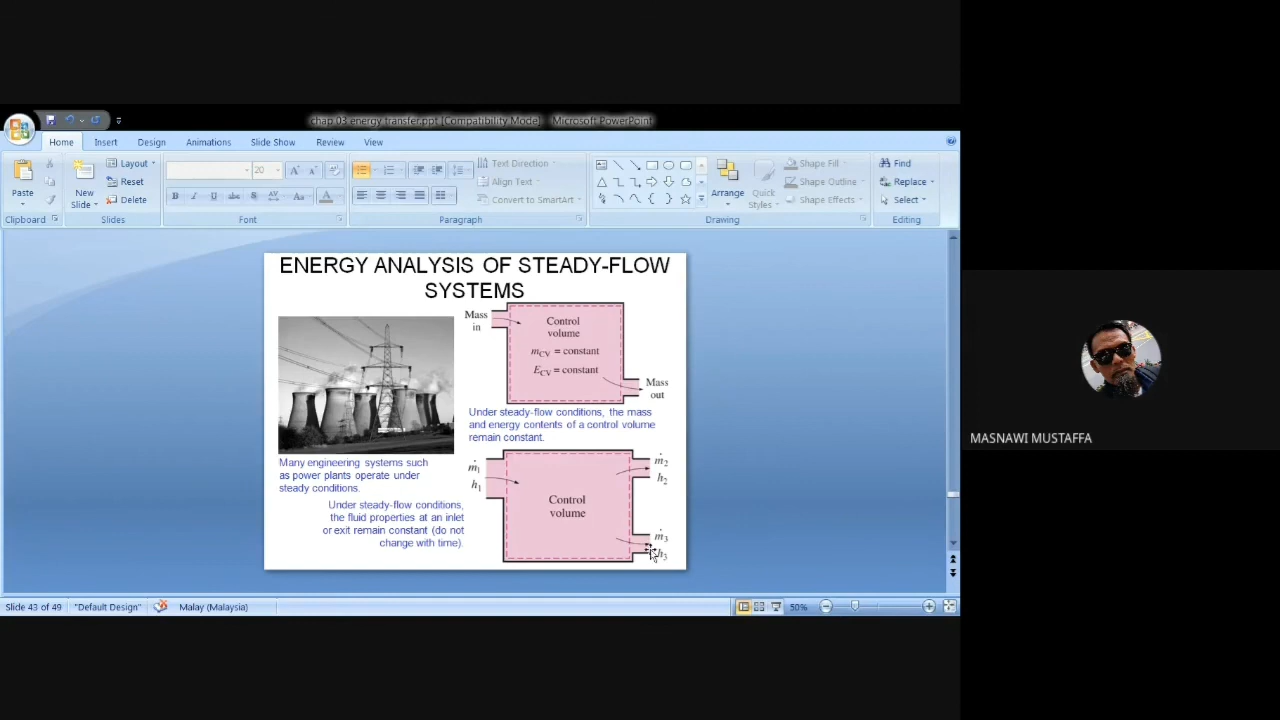 chap 03 energy transfer.ppt [Compatibility Mode] - Microsoft PowerPoint
Home Insert Design Animations Slide Show Review View
Paste
Clipboard
New
Slide
Layout
Reset
Delete
Slides
20
B I U abc S AV Aa A
Font
Text Direction
Align Text
Convert to SmartArt
Paragraph
Arrange
Quick
Styles
Shape Fill
Shape Outline
Shape Effects
Drawing
Find
Replace
Select
Editing
ENERGY ANALYSIS OF STEADY-FLOW
SYSTEMS
Mass
in
Control
volume
mCV = constant
ECV = constant
Mass
out
Under steady-flow conditions, the mass
and energy contents of a control volume
remain constant.
Many engineering systems such
as power plants operate under
steady conditions.
Under steady-flow conditions,
the fluid properties at an inlet
or exit remain constant (do not
change with time).
ṁ1
h1
Control
volume
ṁ2
h2
ṁ3
h3
MASNAWI MUSTAFFA
Slide 43 of 49 "Default Design" Malay (Malaysia) 50%